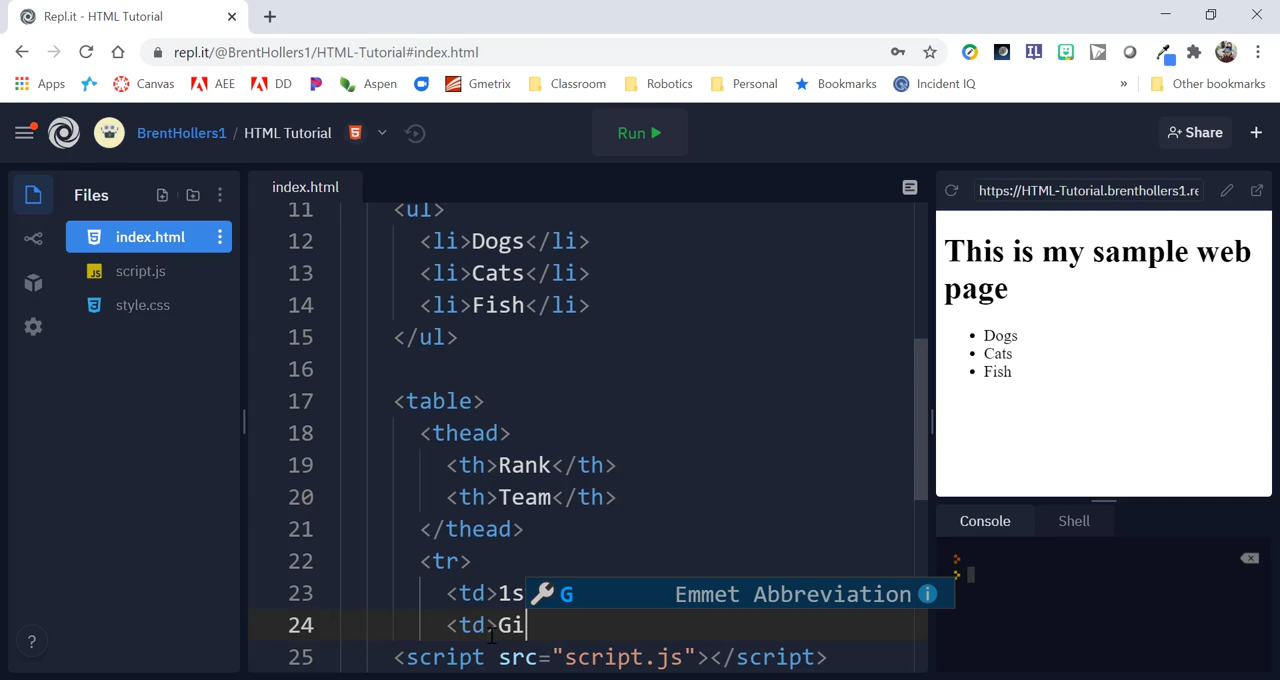 Repl.it - HTML Tutorial
repl.it/@BrentHollers1/HTML-Tutorial#index.html
Apps Canvas AEE DD Aspen Gmetrix Classroom Robotics Personal Bookmarks Incident IQ » Other bookmarks
BrentHollers1 / HTML Tutorial
Run
Share
Files
index.html
script.js
style.css
index.html
11 <ul>
12 <li>Dogs</li>
13 <li>Cats</li>
14 <li>Fish</li>
15 </ul>
16
17 <table>
18 <thead>
19 <th>Rank</th>
20 <th>Team</th>
21 </thead>
22 <tr>
23 <td>1s
G Emmet Abbreviation
24 <td>Gi
25 <script src="script.js"></script>
https://HTML-Tutorial.brenthollers1.re
This is my sample web
page
• Dogs
• Cats
• Fish
Console Shell
?